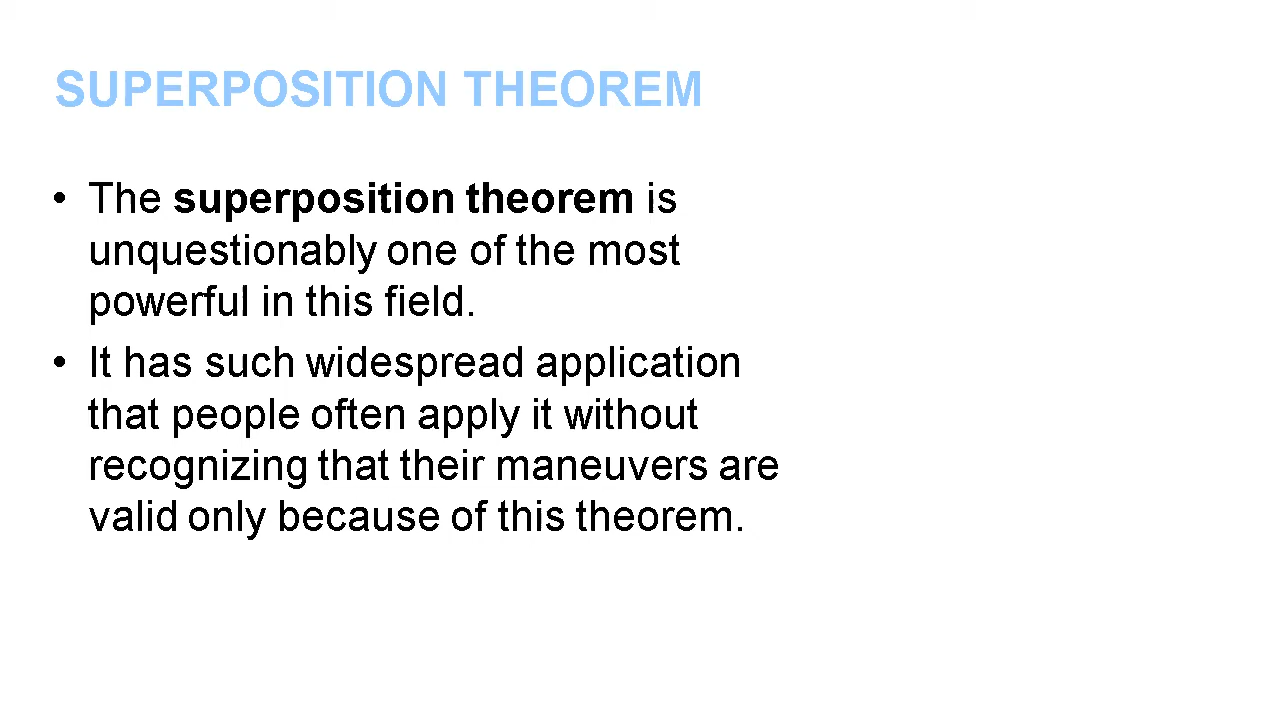 SUPERPOSITION THEOREM
• The superposition theorem is
unquestionably one of the most
powerful in this field.
• It has such widespread application
that people often apply it without
recognizing that their maneuvers are
valid only because of this theorem.